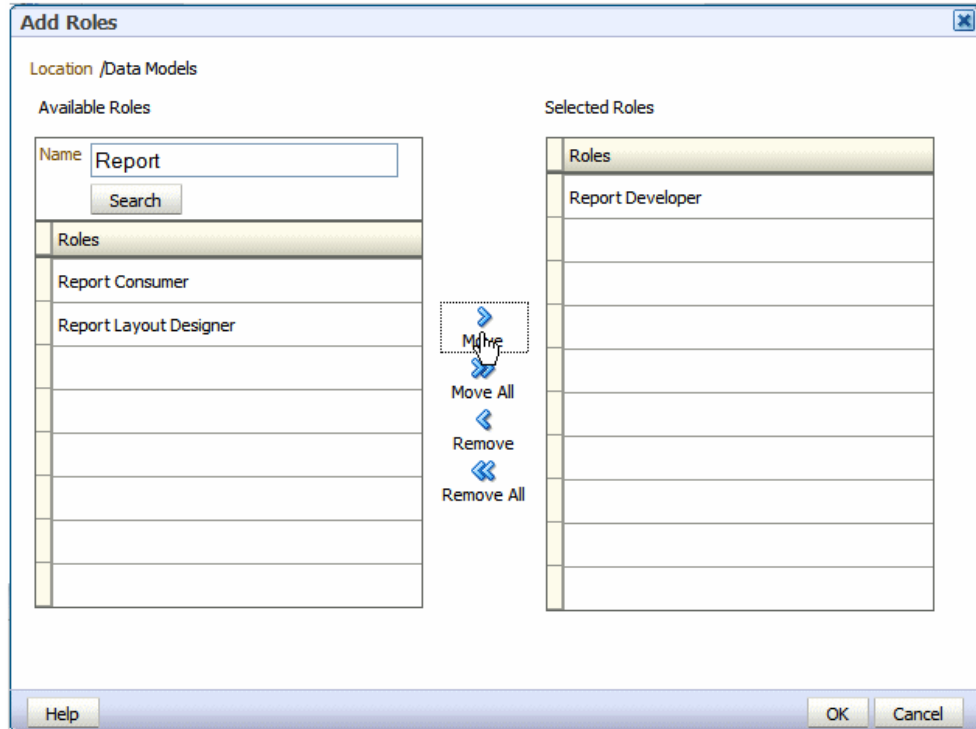 Add Roles
Location /Data Models
Available Roles
Selected Roles
Name Report
Search
Roles
Report Consumer
Report Layout Designer
Move
Move All
Remove
Remove All
Roles
Report Developer
Help
OK
Cancel